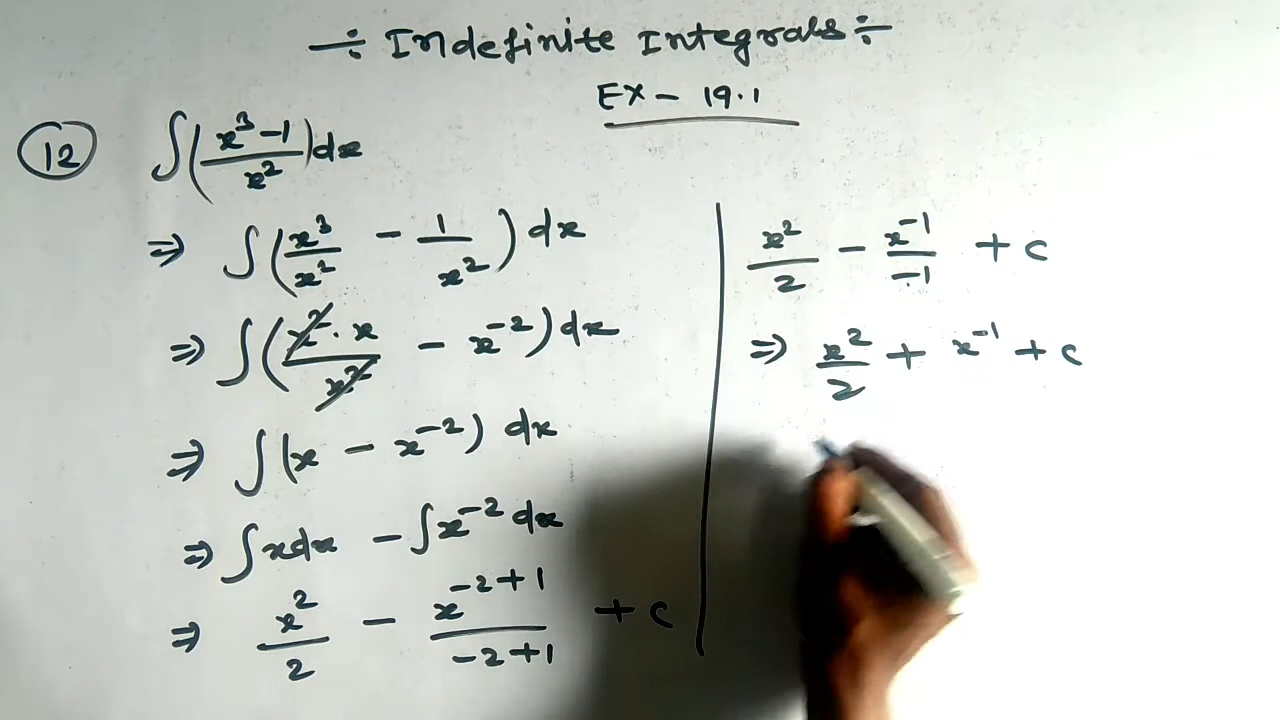 ÷ Indefinite Integrals ÷
EX - 19.1
12 ∫(x³-1/x²)dx
⇒ ∫(x³/x² - 1/x²) dx
⇒ ∫(x²·x/x² - x⁻²) dx
⇒ ∫(x - x⁻²) dx
⇒ ∫xdx - ∫x⁻² dx
⇒ x²/2 - x⁻²⁺¹/-2+1 + c
x²/2 - x⁻¹/-1 + c
⇒ x²/2 + x⁻¹ + c